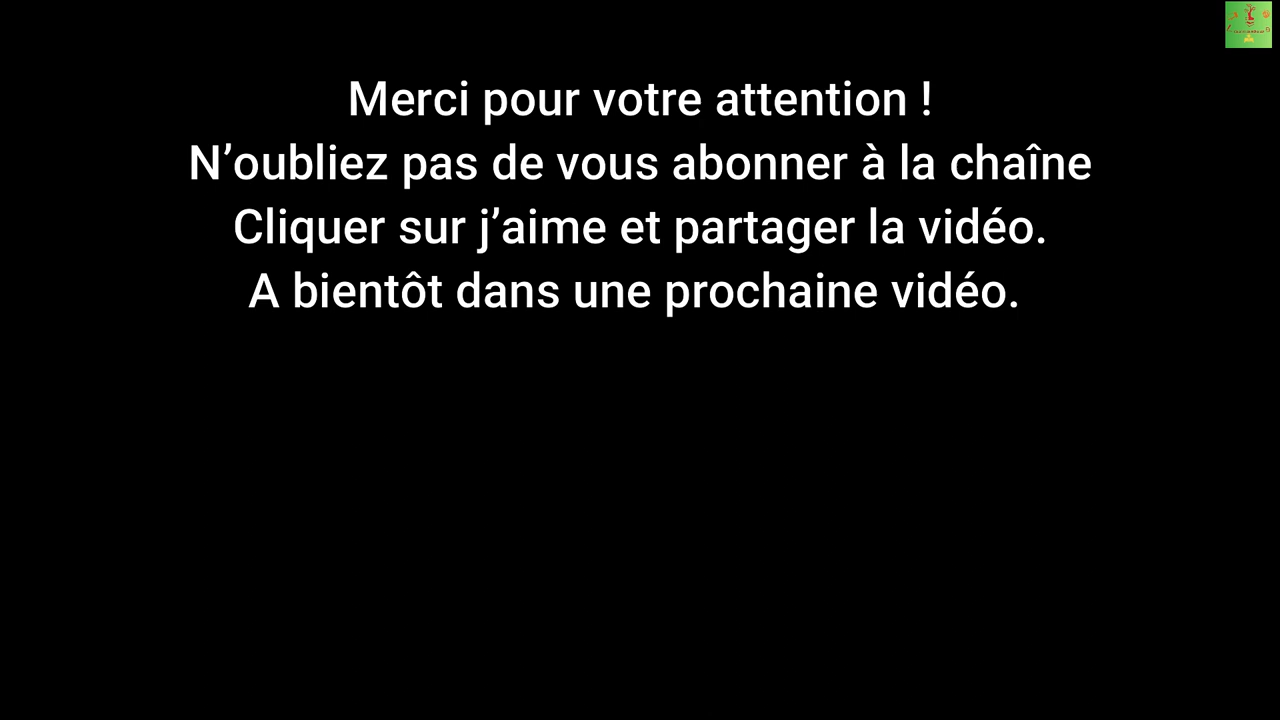 Merci pour votre attention !
N’oubliez pas de vous abonner à la chaîne
Cliquer sur j’aime et partager la vidéo.
A bientôt dans une prochaine vidéo.